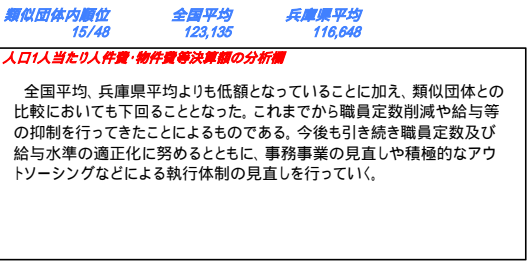 類似団体内順位 全国平均 兵庫県平均
15/48 123,135 116,648
人口1人当たり人件費・物件費等決算額の分析欄
全国平均、兵庫県平均よりも低額となっていることに加え、類似団体との
比較においても下回ることとなった。これまでから職員定数削減や給与等
の抑制を行ってきたことによるものである。今後も引き続き職員定数及び
給与水準の適正化に努めるとともに、事務事業の見直しや積極的なアウ
トソーシングなどによる執行体制の見直しを行っていく。